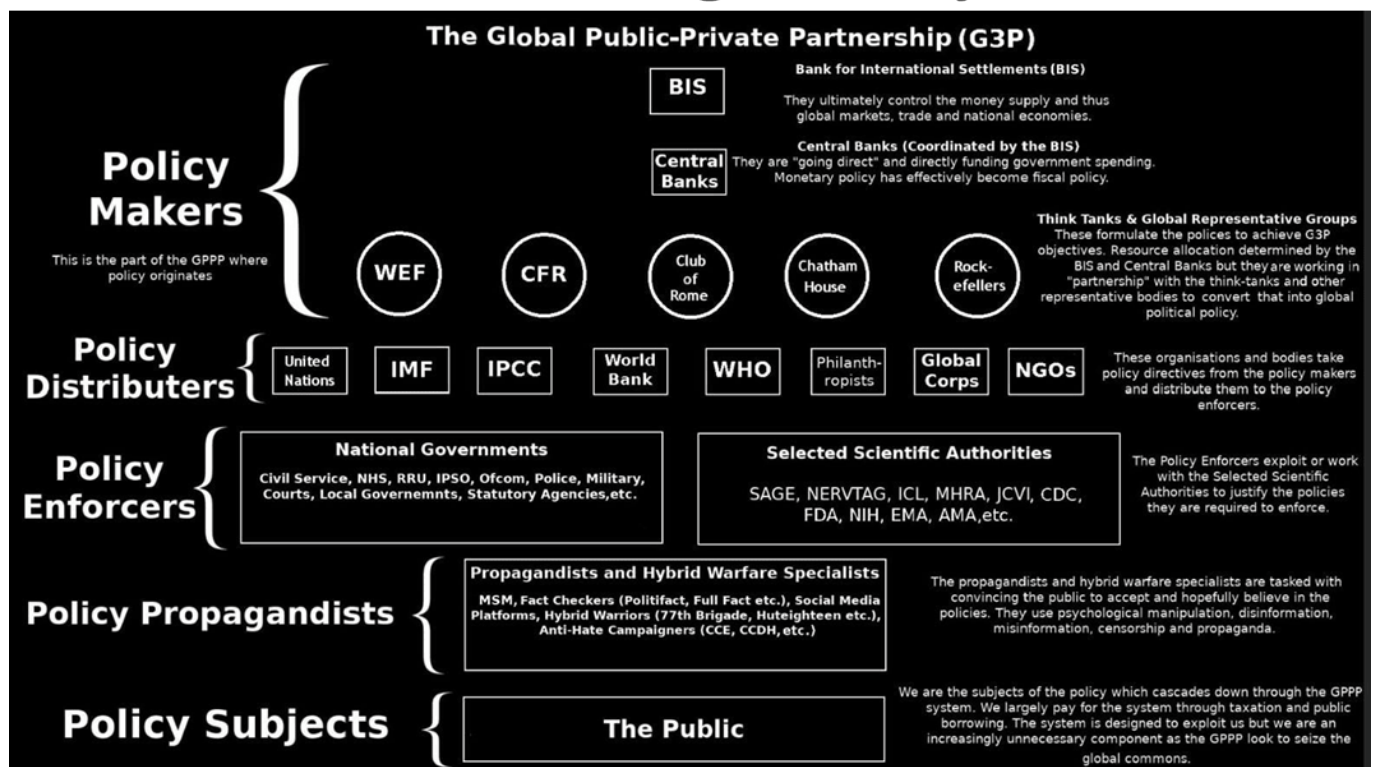 The Global Public-Private Partnership (G3P)
Policy
Makers
This is the part of the GPPP where
policy originates
BIS
Bank for International Settlements (BIS)
They ultimately control the money supply and thus
global markets, trade and national economies.
Central
Banks
Central Banks (Coordinated by the BIS)
They are "going direct" and directly funding government spending.
Monetary policy has effectively become fiscal policy.
WEF
CFR
Club
of
Rome
Chatham
House
Rock-
efellers
Think Tanks & Global Representative Groups
These formulate the polices to achieve G3P
objectives. Resource allocation determined by the
BIS and Central Banks but they are working in
"partnership" with the think-tanks and other
representative bodies to convert that into global
political policy.
Policy
Distributers
United
Nations
IMF
IPCC
World
Bank
WHO
Philanth-
ropists
Global
Corps
NGOs
These organisations and bodies take
policy directives from the policy makers
and distribute them to the policy
enforcers.
Policy
Enforcers
National Governments
Civil Service, NHS, RRU, IPSO, Ofcom, Police, Military,
Courts, Local Governemnts, Statutory Agencies,etc.
Selected Scientific Authorities
SAGE, NERVTAG, ICL, MHRA, JCVI, CDC,
FDA, NIH, EMA, AMA,etc.
The Policy Enforcers exploit or work
with the Selected Scientific
Authorities to justify the policies
they are required to enforce.
Policy Propagandists
Propagandists and Hybrid Warfare Specialists
MSM, Fact Checkers (Politifact, Full Fact etc.), Social Media
Platforms, Hybrid Warriors (77th Brigade, Huteighteen etc.),
Anti-Hate Campaigners (CCE, CCDH, etc.)
The propagandists and hybrid warfare specialists are tasked with
convincing the public to accept and hopefully believe in the
policies. They use psychological manipulation, disinformation,
misinformation, censorship and propaganda.
Policy Subjects
The Public
We are the subjects of the policy which cascades down through the GPPP
system. We largely pay for the system through taxation and public
borrowing. The system is designed to exploit us but we are an
increasingly unnecessary component as the GPPP look to seize the
global commons.